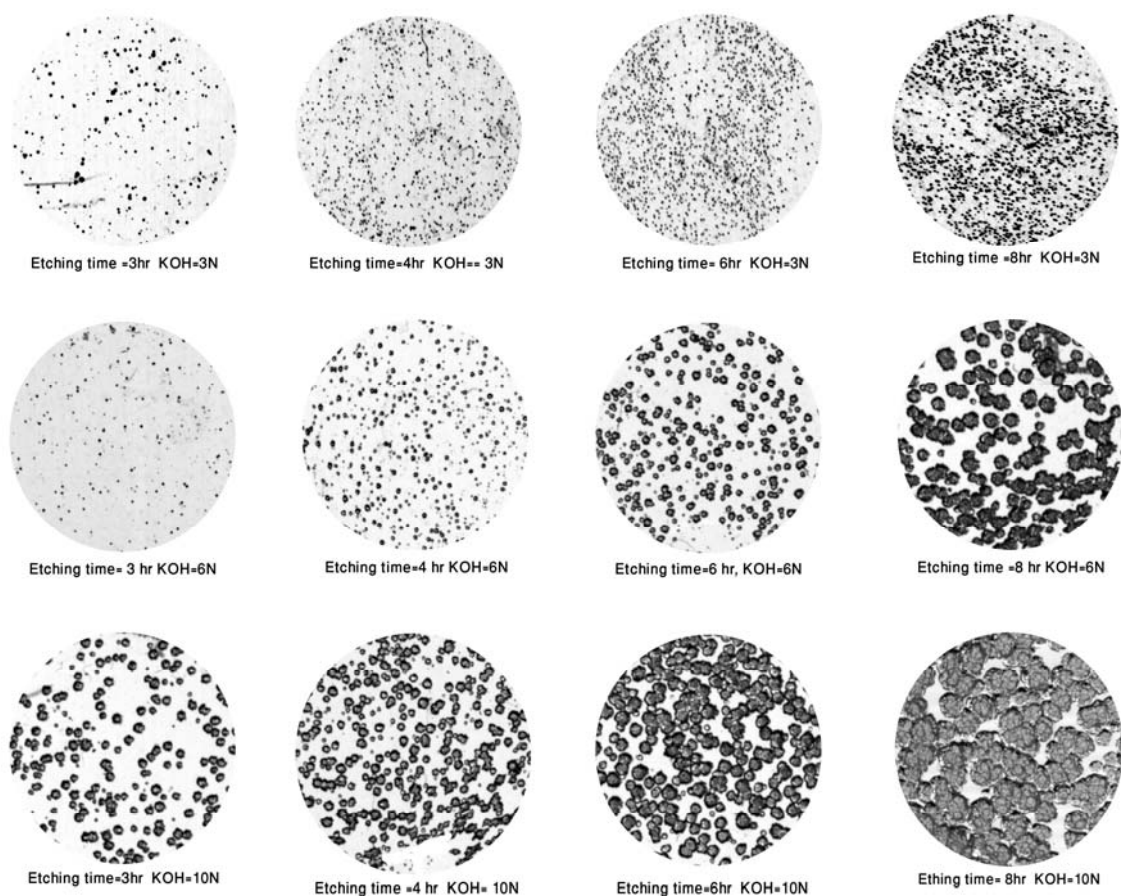 Etching time =3hr KOH=3N
Etching time=4hr KOH== 3N
Etching time= 6hr KOH=3N
Etching time =8hr KOH=3N
Etching time= 3 hr KOH=6N
Etching time=4 hr KOH=6N
Etching time=6 hr, KOH=6N
Etching time =8 hr KOH=6N
Etching time=3hr KOH=10N
Etching time =4 hr KOH= 10N
Etching time=6hr KOH=10N
Ething time= 8hr KOH=10N